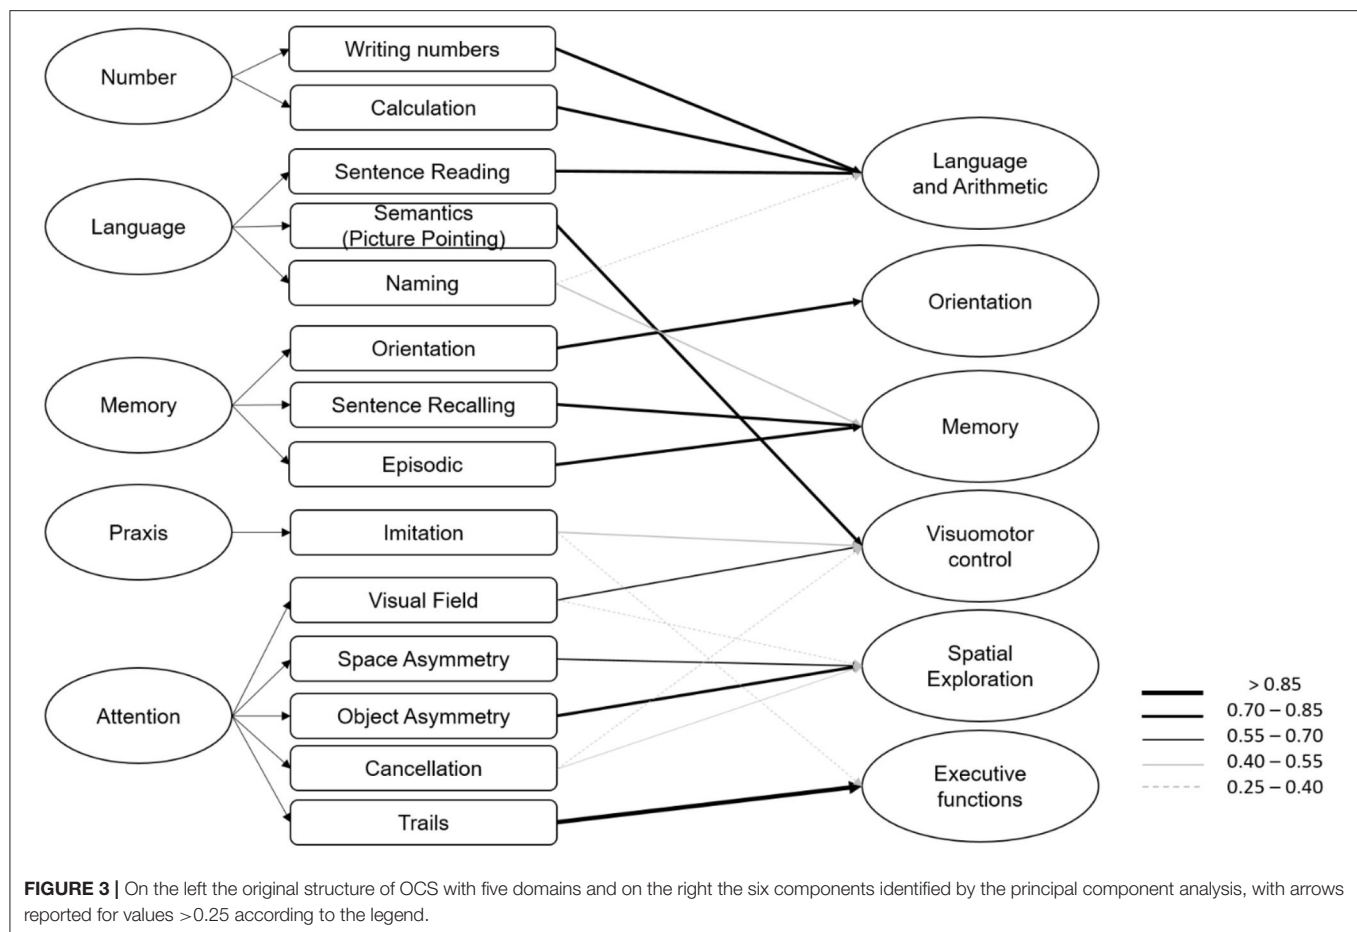 Number
Language
Memory
Praxis
Attention
Writing numbers
Calculation
Sentence Reading
Semantics
(Picture Pointing)
Naming
Orientation
Sentence Recalling
Episodic
Imitation
Visual Field
Space Asymmetry
Object Asymmetry
Cancellation
Trails
Language
and Arithmetic
Orientation
Memory
Visuomotor
control
Spatial
Exploration
Executive
functions
> 0.85
0.70 – 0.85
0.55 – 0.70
0.40 – 0.55
0.25 – 0.40
FIGURE 3 | On the left the original structure of OCS with five domains and on the right the six components identified by the principal component analysis, with arrows
reported for values >0.25 according to the legend.